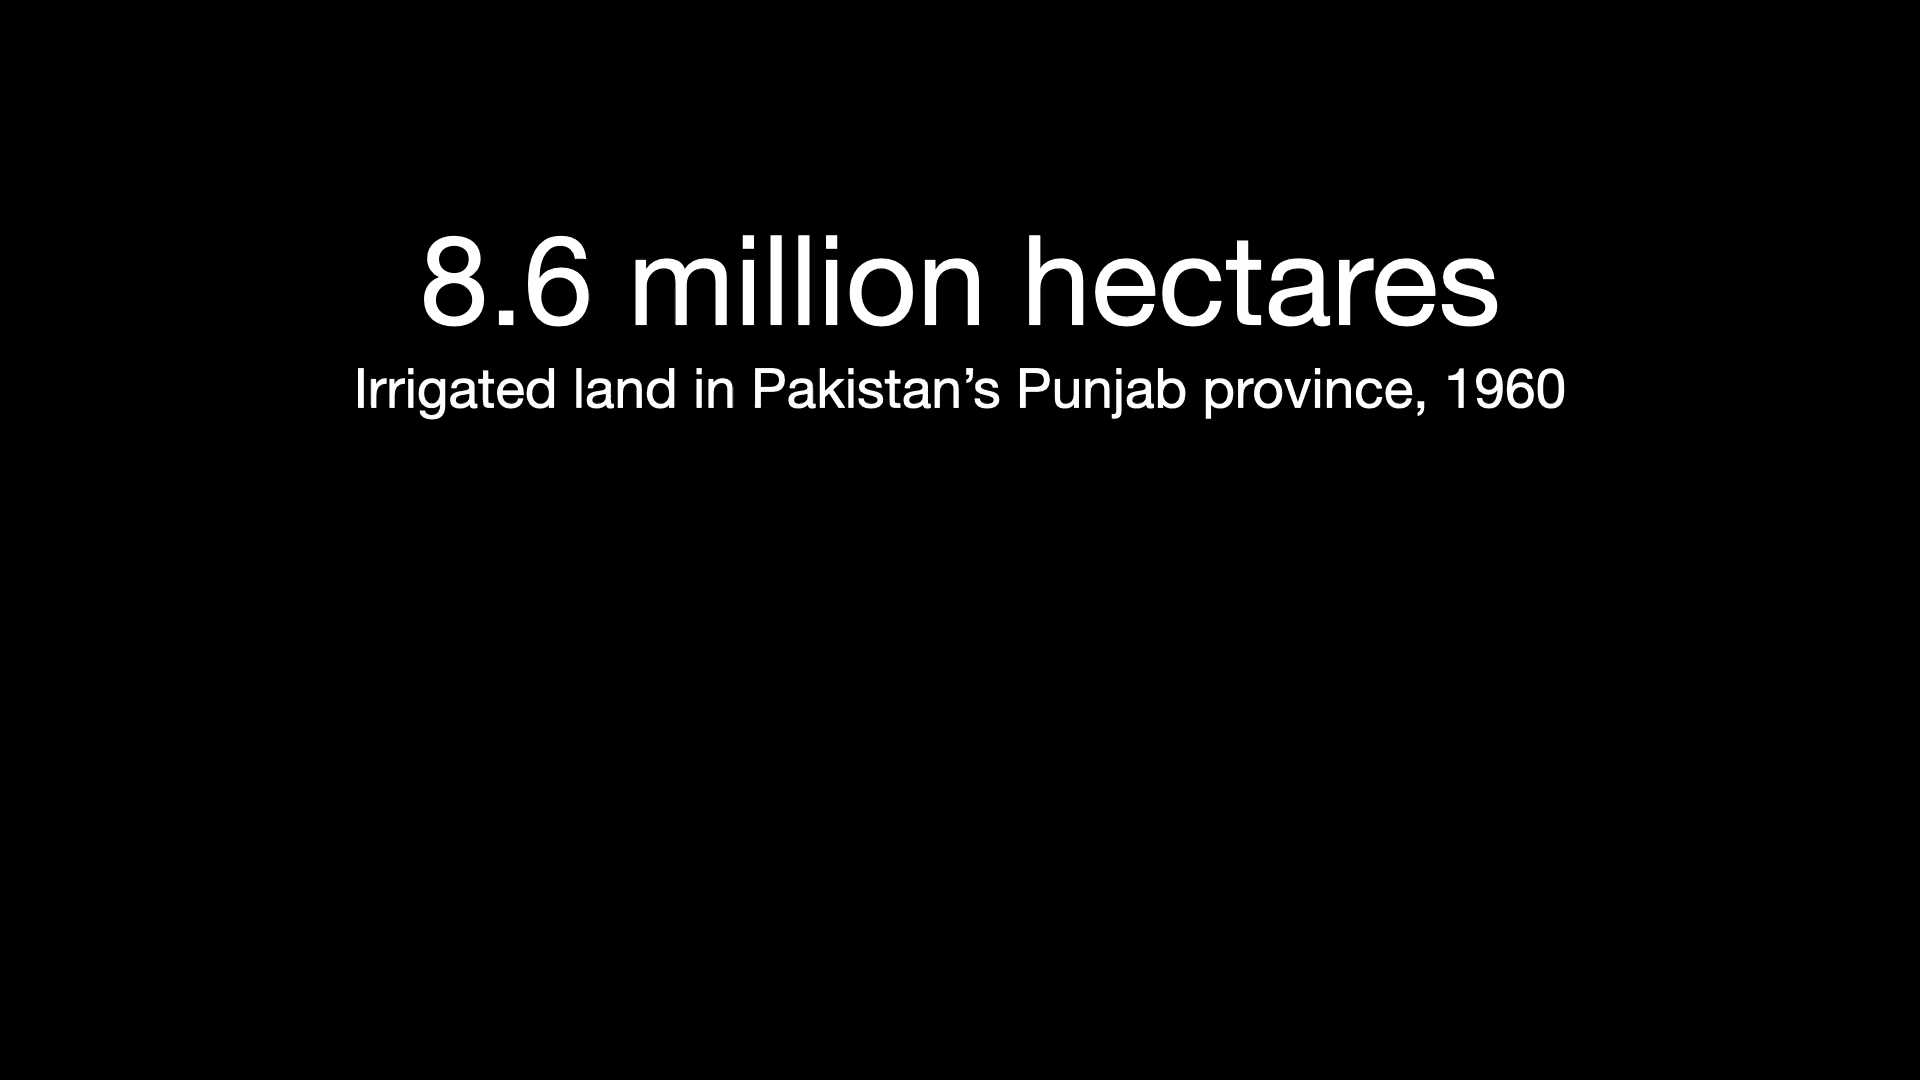 8.6 million hectares
Irrigated land in Pakistan’s Punjab province, 1960